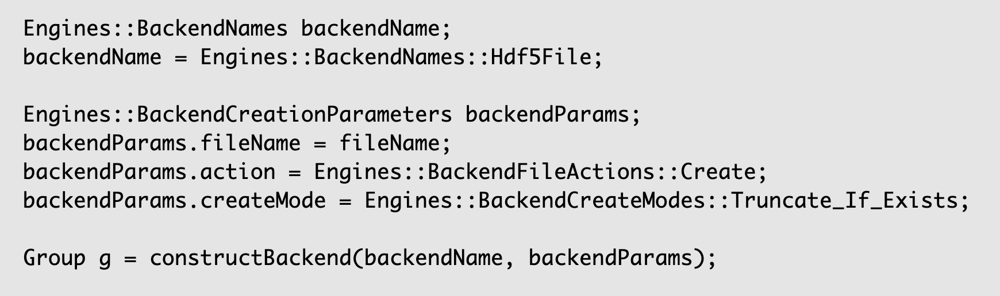 Engines::BackendNames backendName;
backendName = Engines::BackendNames::Hdf5File;
Engines::BackendCreationParameters backendParams;
backendParams.fileName = fileName;
backendParams.action = Engines::BackendFileActions::Create;
backendParams.createMode = Engines::BackendCreateModes::Truncate_If_Exists;
Group g = constructBackend(backendName, backendParams);